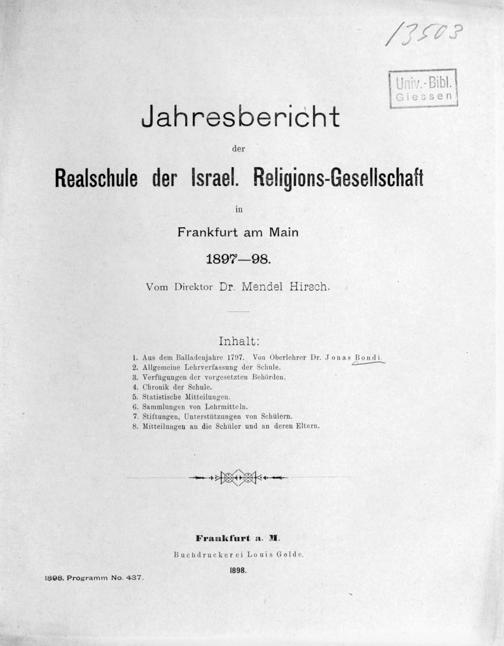 13503
Univ.-Bibl.
Giessen
Jahresbericht
der
Realschule der Israel. Religions-Gesellschaft
in
Frankfurt am Main
1897—98.
Vom Direktor Dr. Mendel Hirsch.
Inhalt:
1. Aus dem Balladenjahre 1797. Von Oberlehrer Dr. Jonas Bondi.
2. Allgemeine Lehrverfassung der Schule.
3. Verfügungen der vorgesetzten Behörden.
4. Chronik der Schule.
5. Statistische Mitteilungen.
6. Sammlungen von Lehrmitteln.
7. Stiftungen, Unterstützungen von Schülern.
8. Mitteilungen an die Schüler und an deren Eltern.
Frankfurt a. M.
Buchdruckerei Louis Golde.
1898.
1898. Programm No. 437.